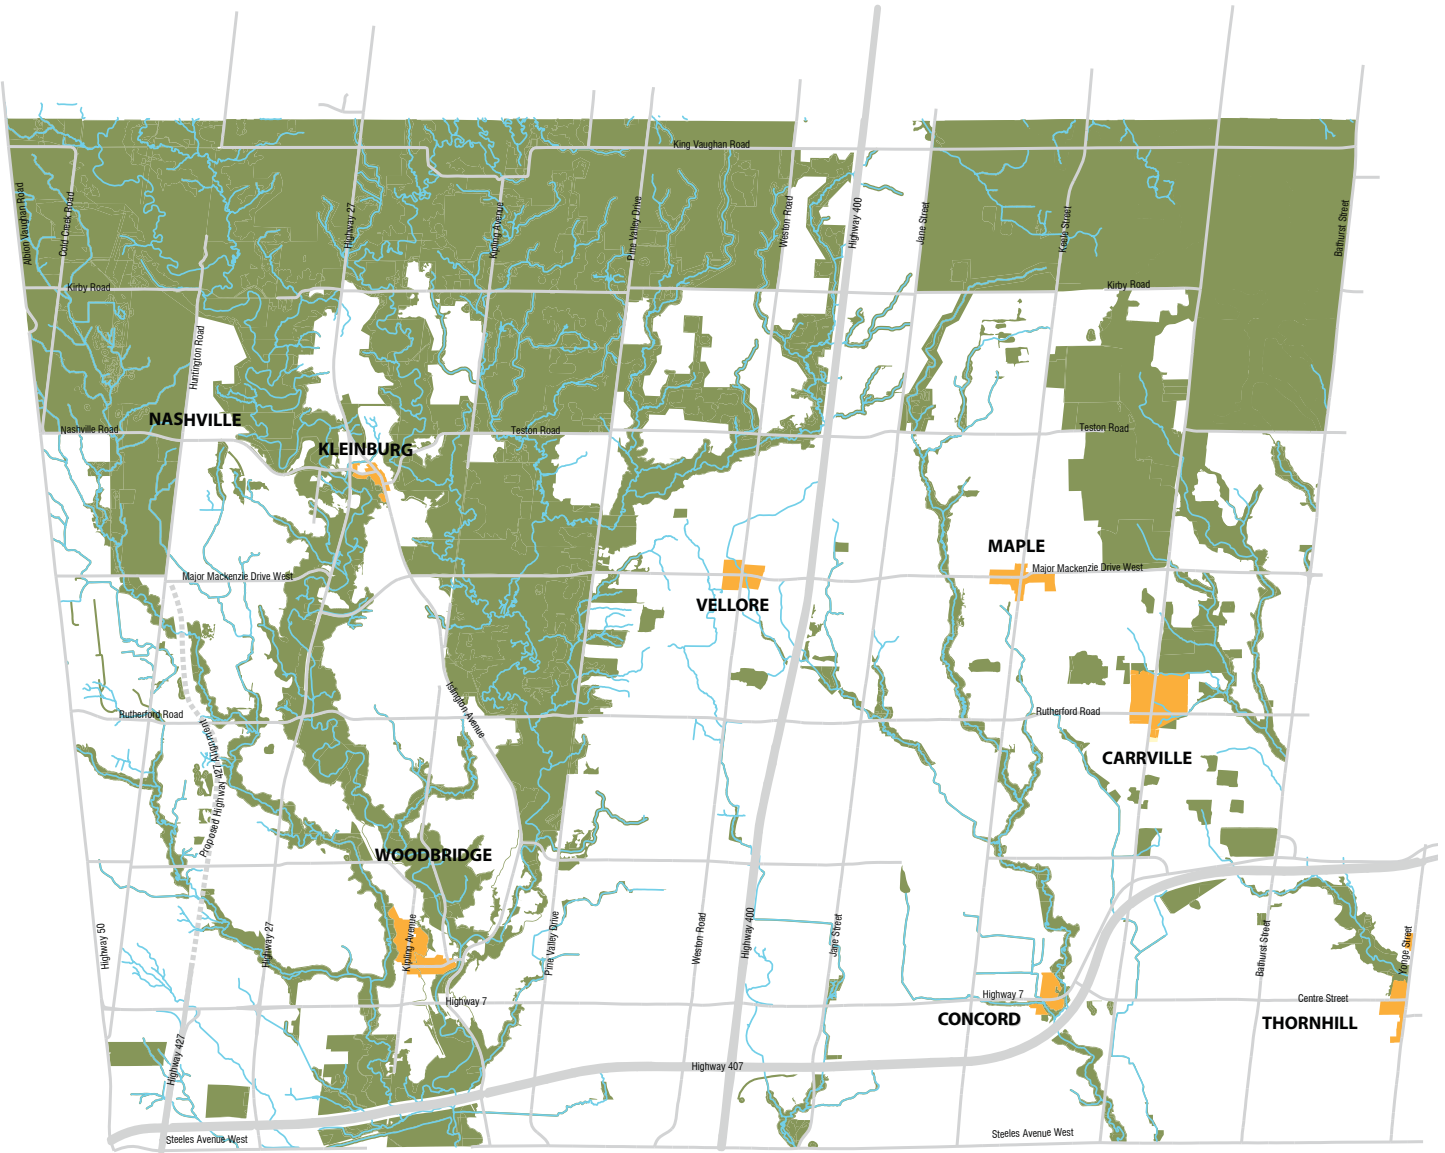 King Vaughan Road
Albion Vaughan Road
Cold Creek Road
Highway 27
Kipling Avenue
Pine Valley Drive
Weston Road
Highway 400
Jane Street
Keele Street
Bathurst Street
Kirby Road
Kirby Road
Huntington Road
NASHVILLE
Nashville Road
KLEINBURG
Teston Road
Teston Road
MAPLE
Major Mackenzie Drive West
Major Mackenzie Drive West
VELLORE
Islington Avenue
Rutherford Road
Rutherford Road
CARRVILLE
Proposed Highway 427 Alignment
WOODBRIDGE
Highway 50
Highway 27
Kipling Avenue
Pine Valley Drive
Weston Road
Highway 400
Jane Street
Bathurst Street
Yonge Street
Highway 7
Highway 7
Centre Street
CONCORD
THORNHILL
Highway 427
Highway 407
Steeles Avenue West
Steeles Avenue West